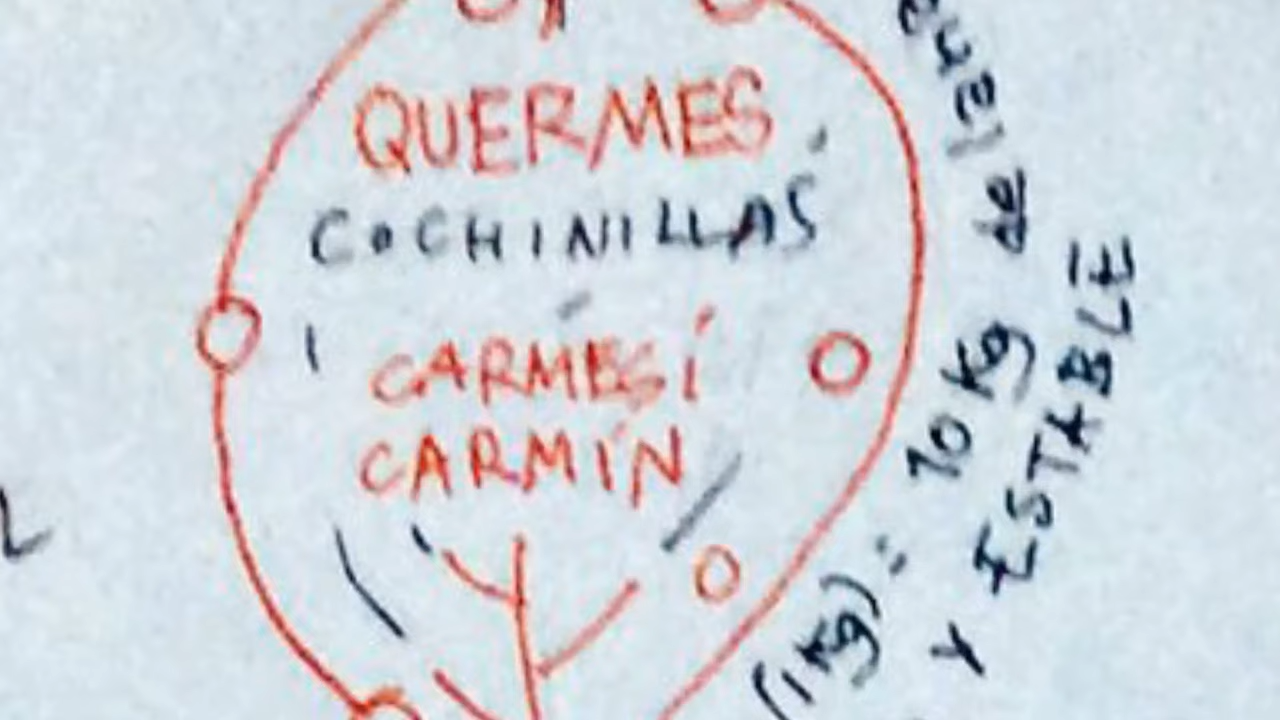 QUERMES
COCHINILLAS
CARMESÍ
CARMÍN
(1Kg): 10 Kg de lana
Y ESTABLE